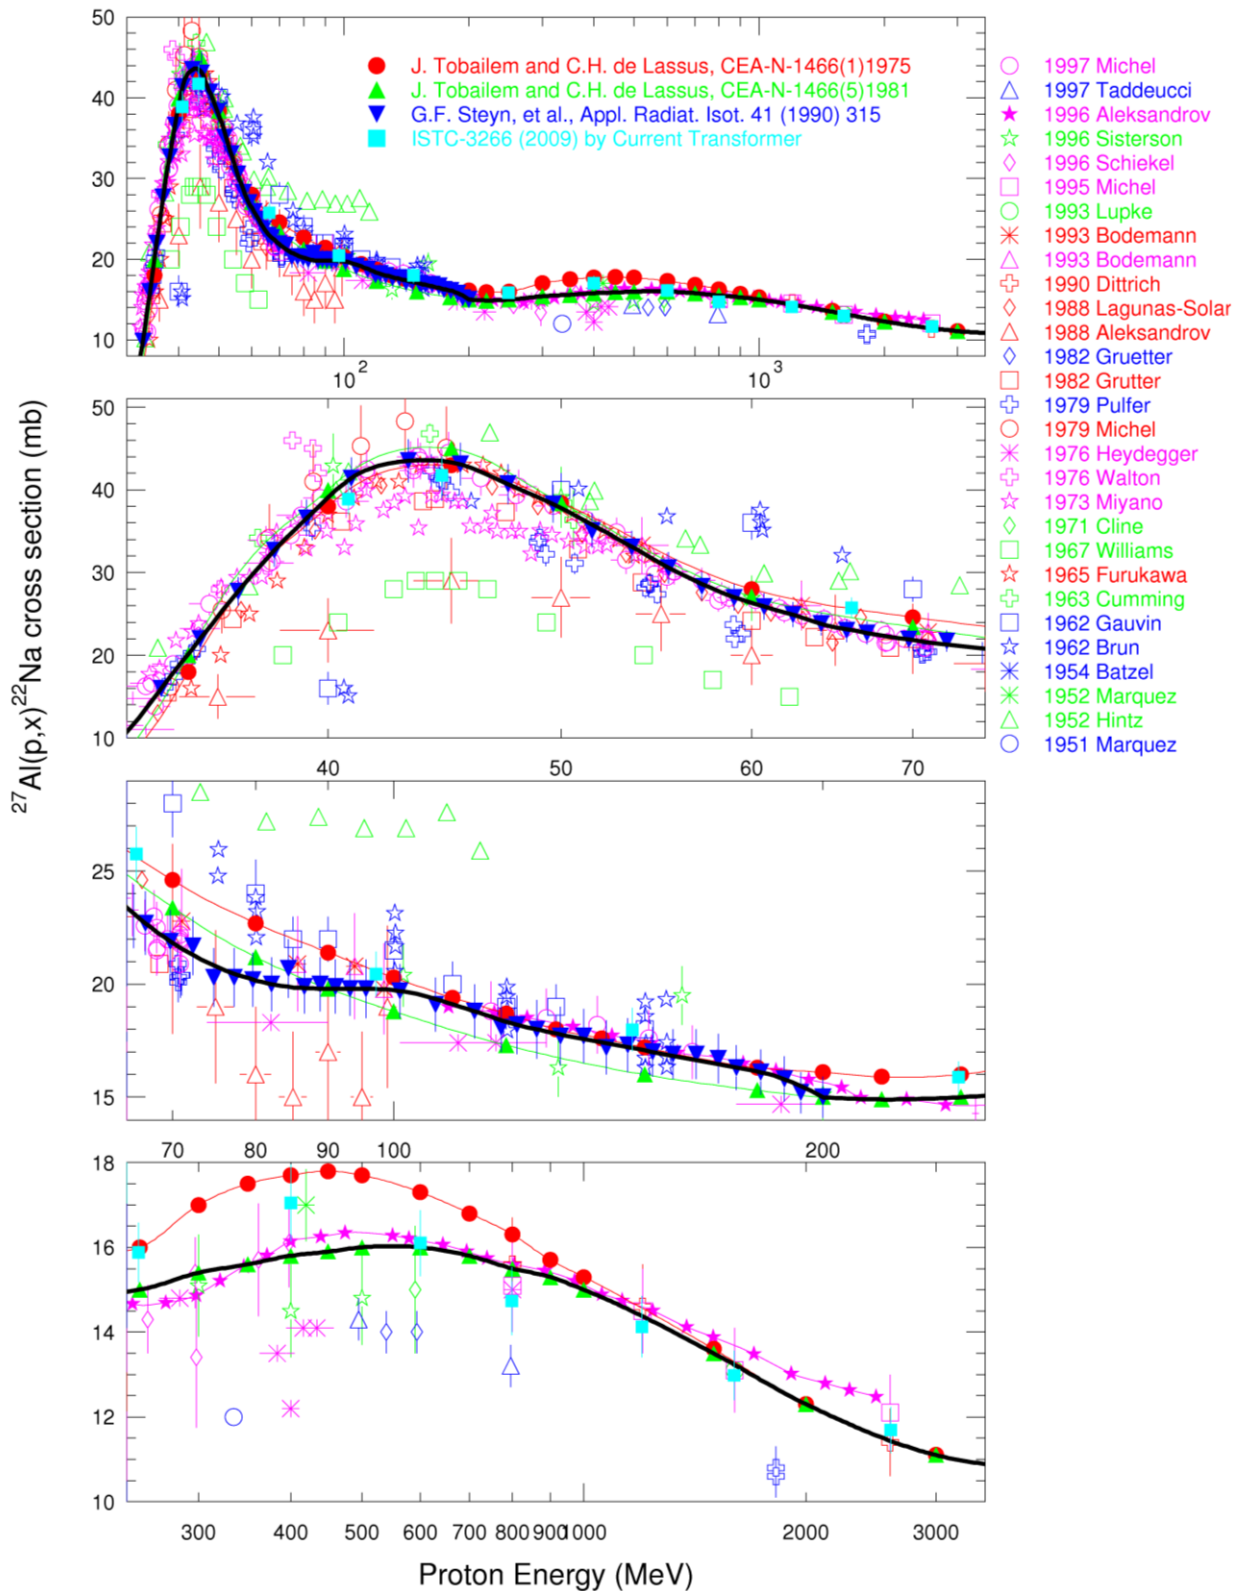 50
40
30
20
10
J. Tobailem and C.H. de Lassus, CEA-N-1466(1)1975
J. Tobailem and C.H. de Lassus, CEA-N-1466(5)1981
G.F. Steyn, et al., Appl. Radiat. Isot. 41 (1990) 315
ISTC-3266 (2009) by Current Transformer
10²
10³
1997 Michel
1997 Taddeucci
1996 Aleksandrov
1996 Sisterson
1996 Schiekel
1995 Michel
1993 Lupke
1993 Bodemann
1993 Bodemann
1990 Dittrich
1988 Lagunas-Solar
1988 Aleksandrov
1982 Gruetter
1982 Grutter
1979 Pulfer
1979 Michel
1976 Heydegger
1976 Walton
1973 Miyano
1971 Cline
1967 Williams
1965 Furukawa
1963 Cumming
1962 Gauvin
1962 Brun
1954 Batzel
1952 Marquez
1952 Hintz
1951 Marquez
²⁷Al(p,x)²²Na cross section (mb)
50
40
30
20
10
40 50 60 70
25
20
15
70 80 90 100 200
18
16
14
12
10
300 400 500 600 700 800 900 1000 2000 3000
Proton Energy (MeV)